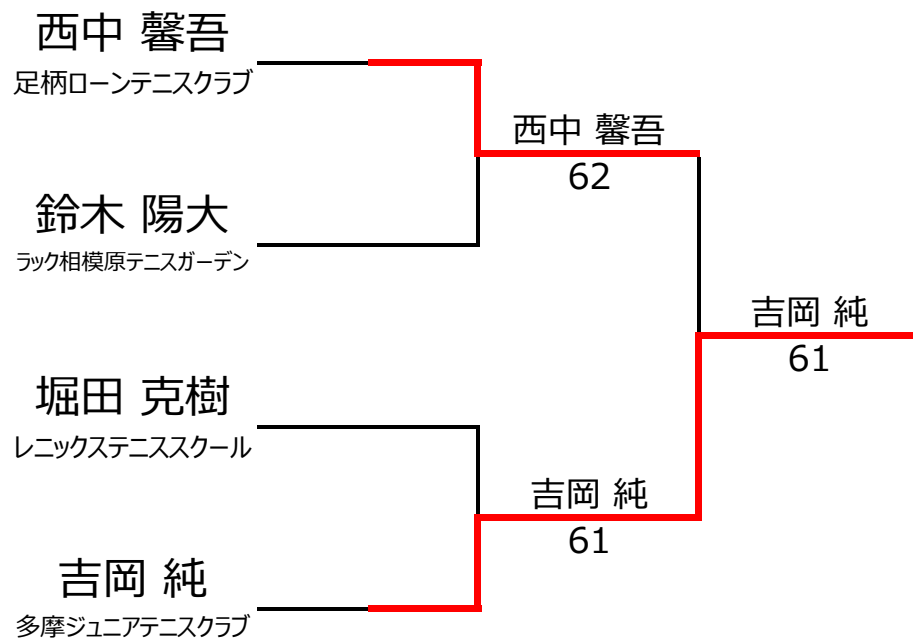 西中 馨吾
足柄ローンテニスクラブ
西中 馨吾
62
鈴木 陽大
ラック相模原テニスガーデン
吉岡 純
61
堀田 克樹
レニックステニススクール
吉岡 純
61
吉岡 純
多摩ジュニアテニスクラブ